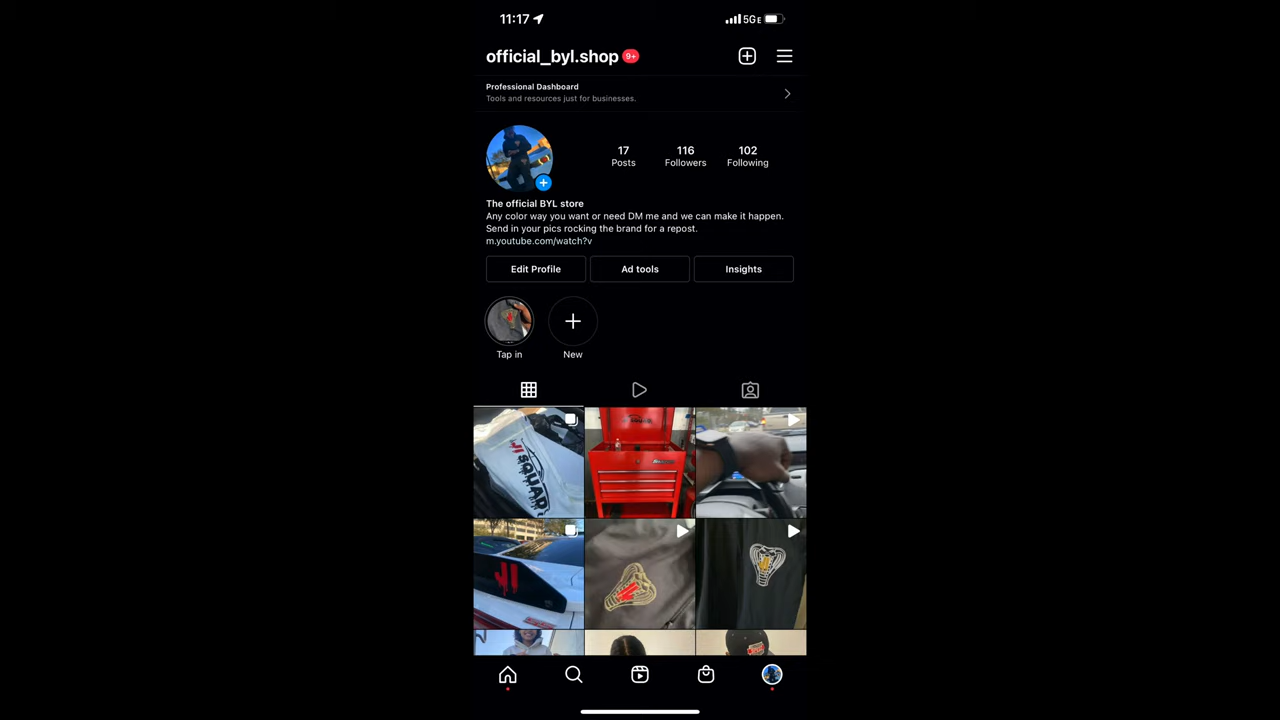 11:17
5GE
official_byl.shop 9+
Professional Dashboard
Tools and resources just for businesses.
17 Posts
116 Followers
102 Following
The official BYL store
Any color way you want or need DM me and we can make it happen.
Send in your pics rocking the brand for a repost.
m.youtube.com/watch?v
Edit Profile
Ad tools
Insights
Tap in
New
SQUAD
SQUAD